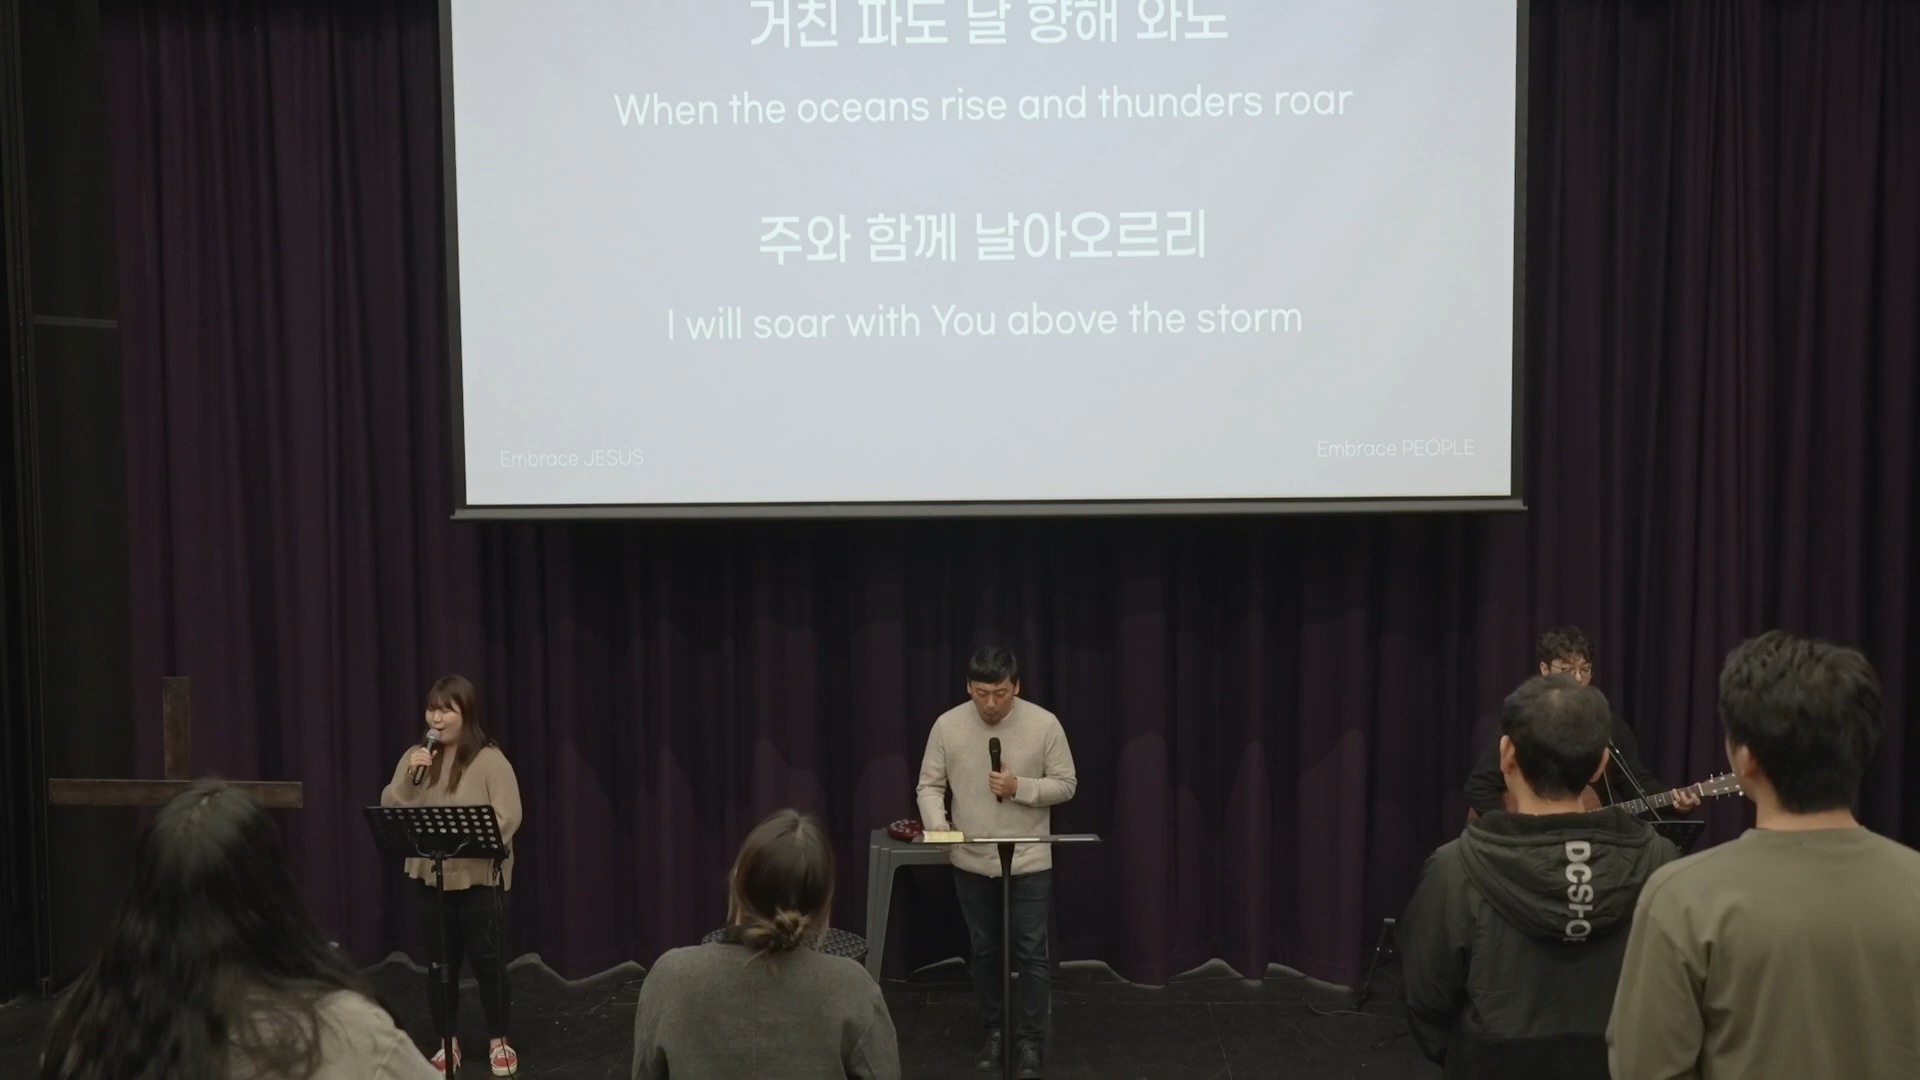 거친 파도 날 향해 와도
When the oceans rise and thunders roar
주와 함께 날아오르리
I will soar with You above the storm
Embrace JESUS
Embrace PEOPLE